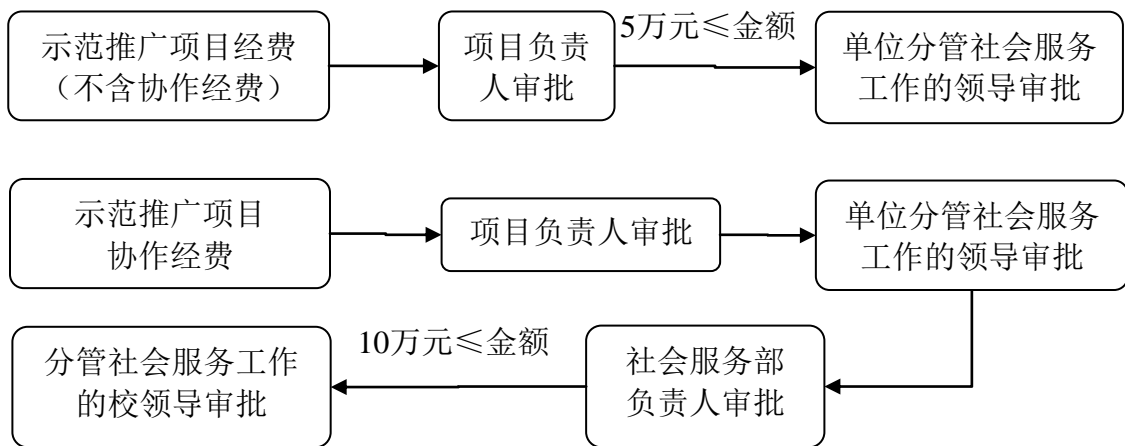 示范推广项目经费
（不含协作经费）
项目负责
人审批
5万元≤金额
单位分管社会服务
工作的领导审批
示范推广项目
协作经费
项目负责人审批
单位分管社会服务
工作的领导审批
分管社会服务工作
的校领导审批
10万元≤金额
社会服务部
负责人审批